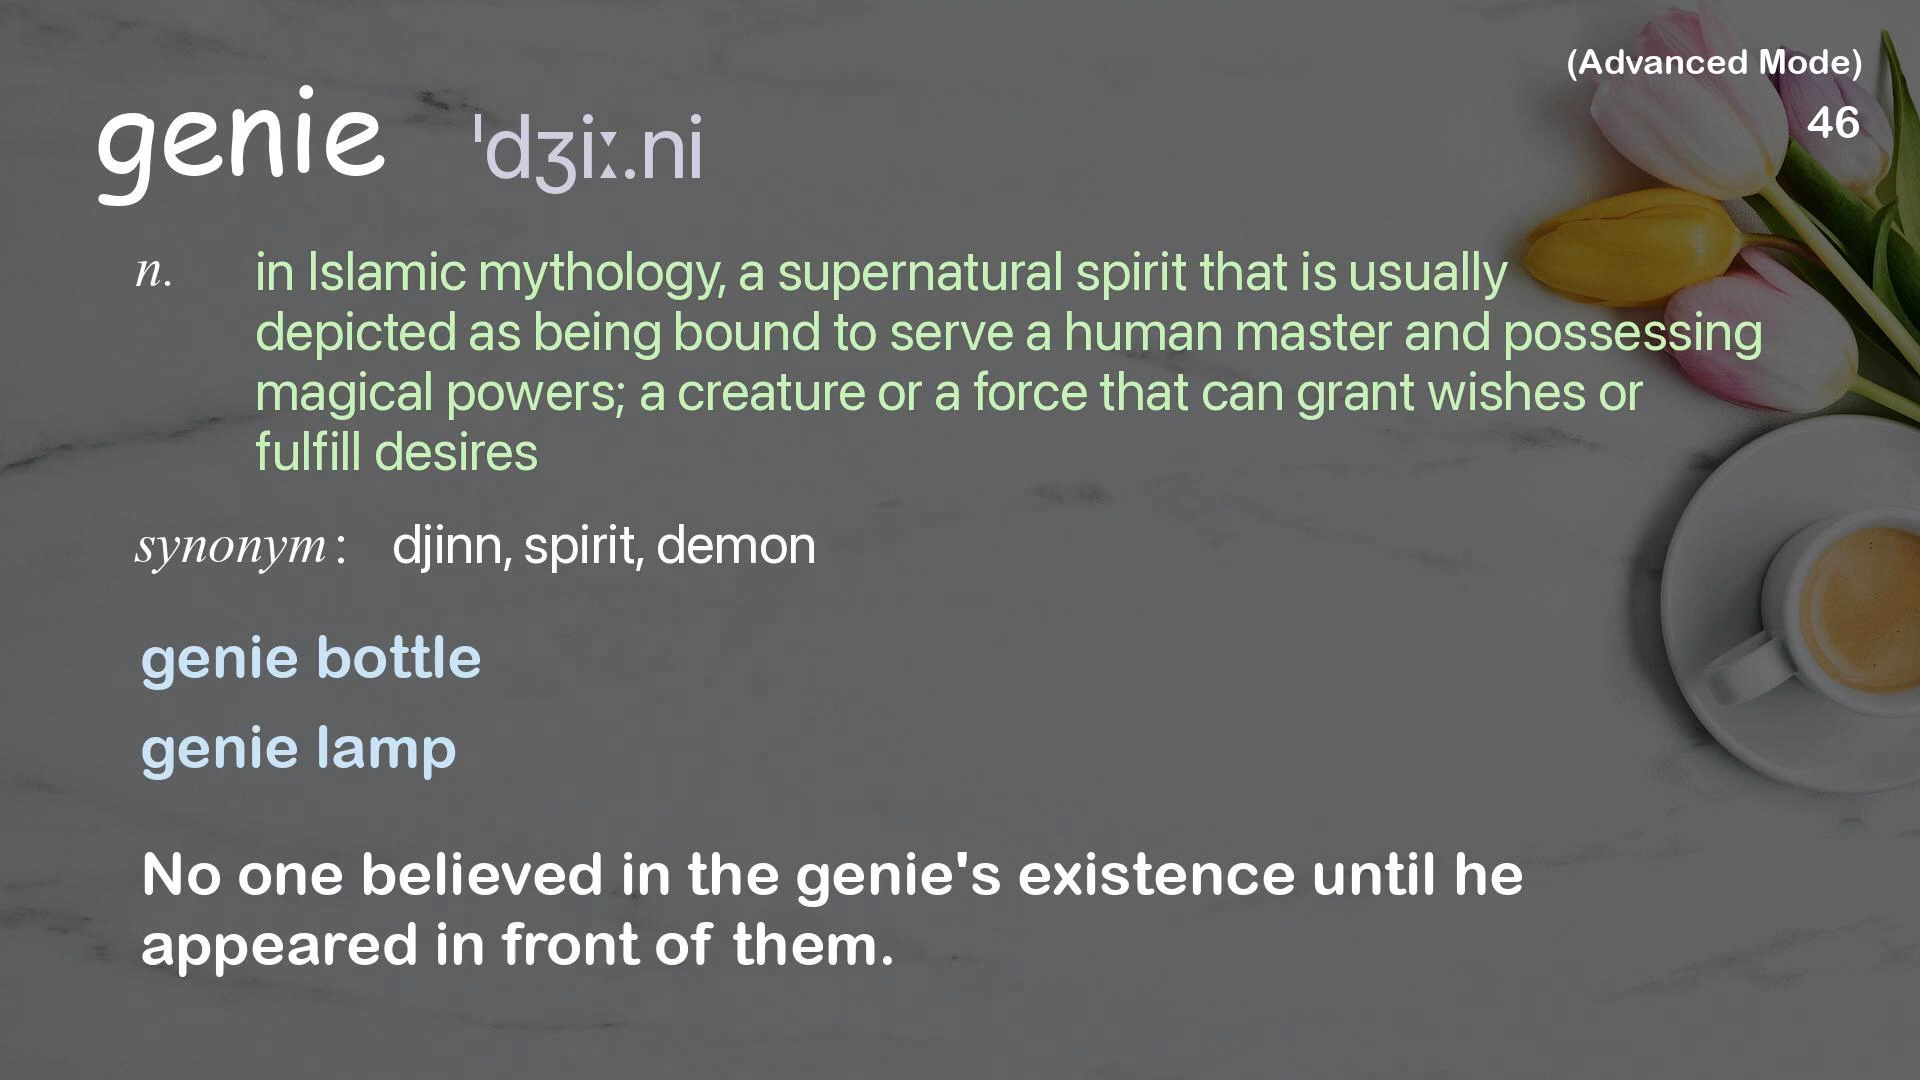 (Advanced Mode)
46
genie ˈdʒiː.ni
n. in Islamic mythology, a supernatural spirit that is usually
depicted as being bound to serve a human master and possessing
magical powers; a creature or a force that can grant wishes or
fulfill desires
synonym: djinn, spirit, demon
genie bottle
genie lamp
No one believed in the genie's existence until he
appeared in front of them.